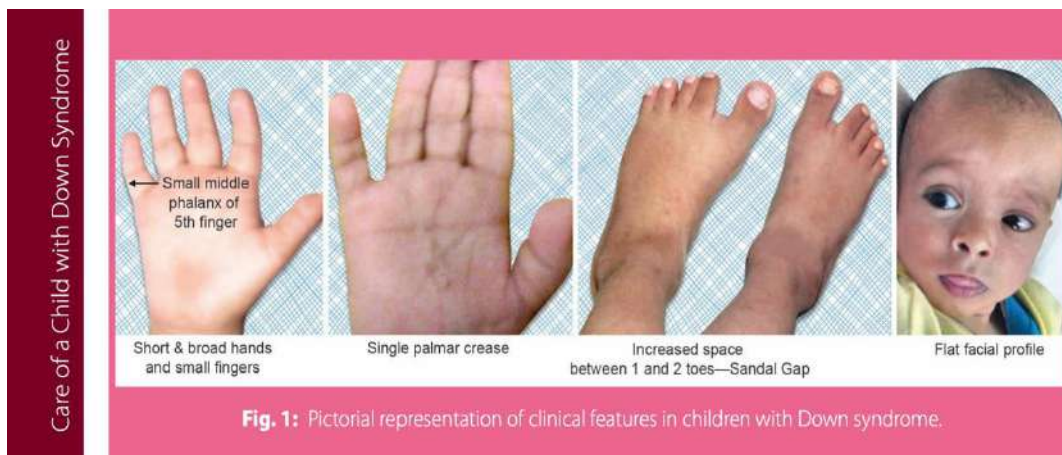 Care of a Child with Down Syndrome
Small middle
phalanx of
5th finger
Short & broad hands
and small fingers
Single palmar crease
Increased space
between 1 and 2 toes—Sandal Gap
Flat facial profile
Fig. 1: Pictorial representation of clinical features in children with Down syndrome.